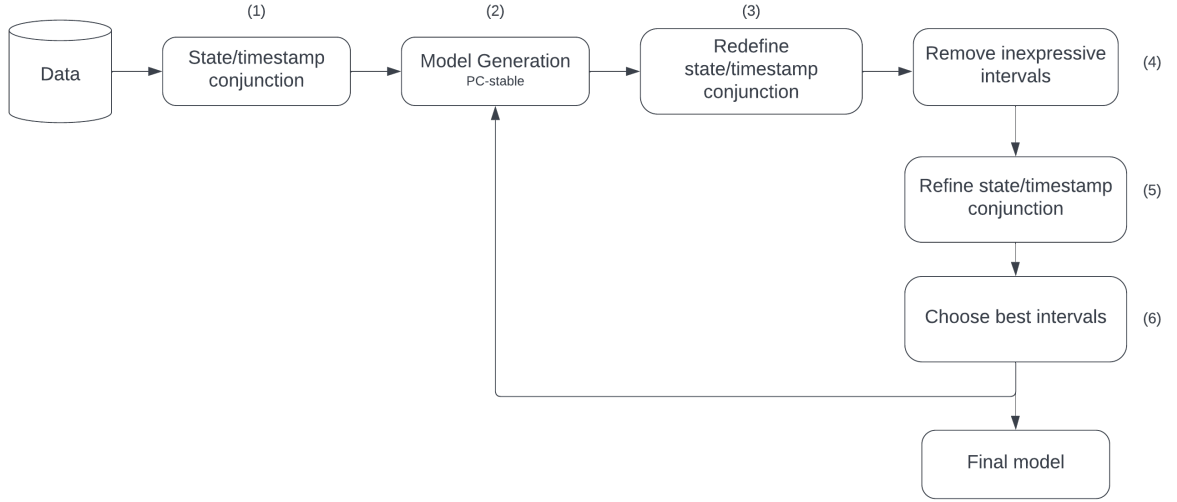 (1)
(2)
(3)
Data
State/timestamp
conjunction
Model Generation
PC-stable
Redefine
state/timestamp
conjunction
Remove inexpressive
intervals
(4)
Refine state/timestamp
conjunction
(5)
Choose best intervals
(6)
Final model